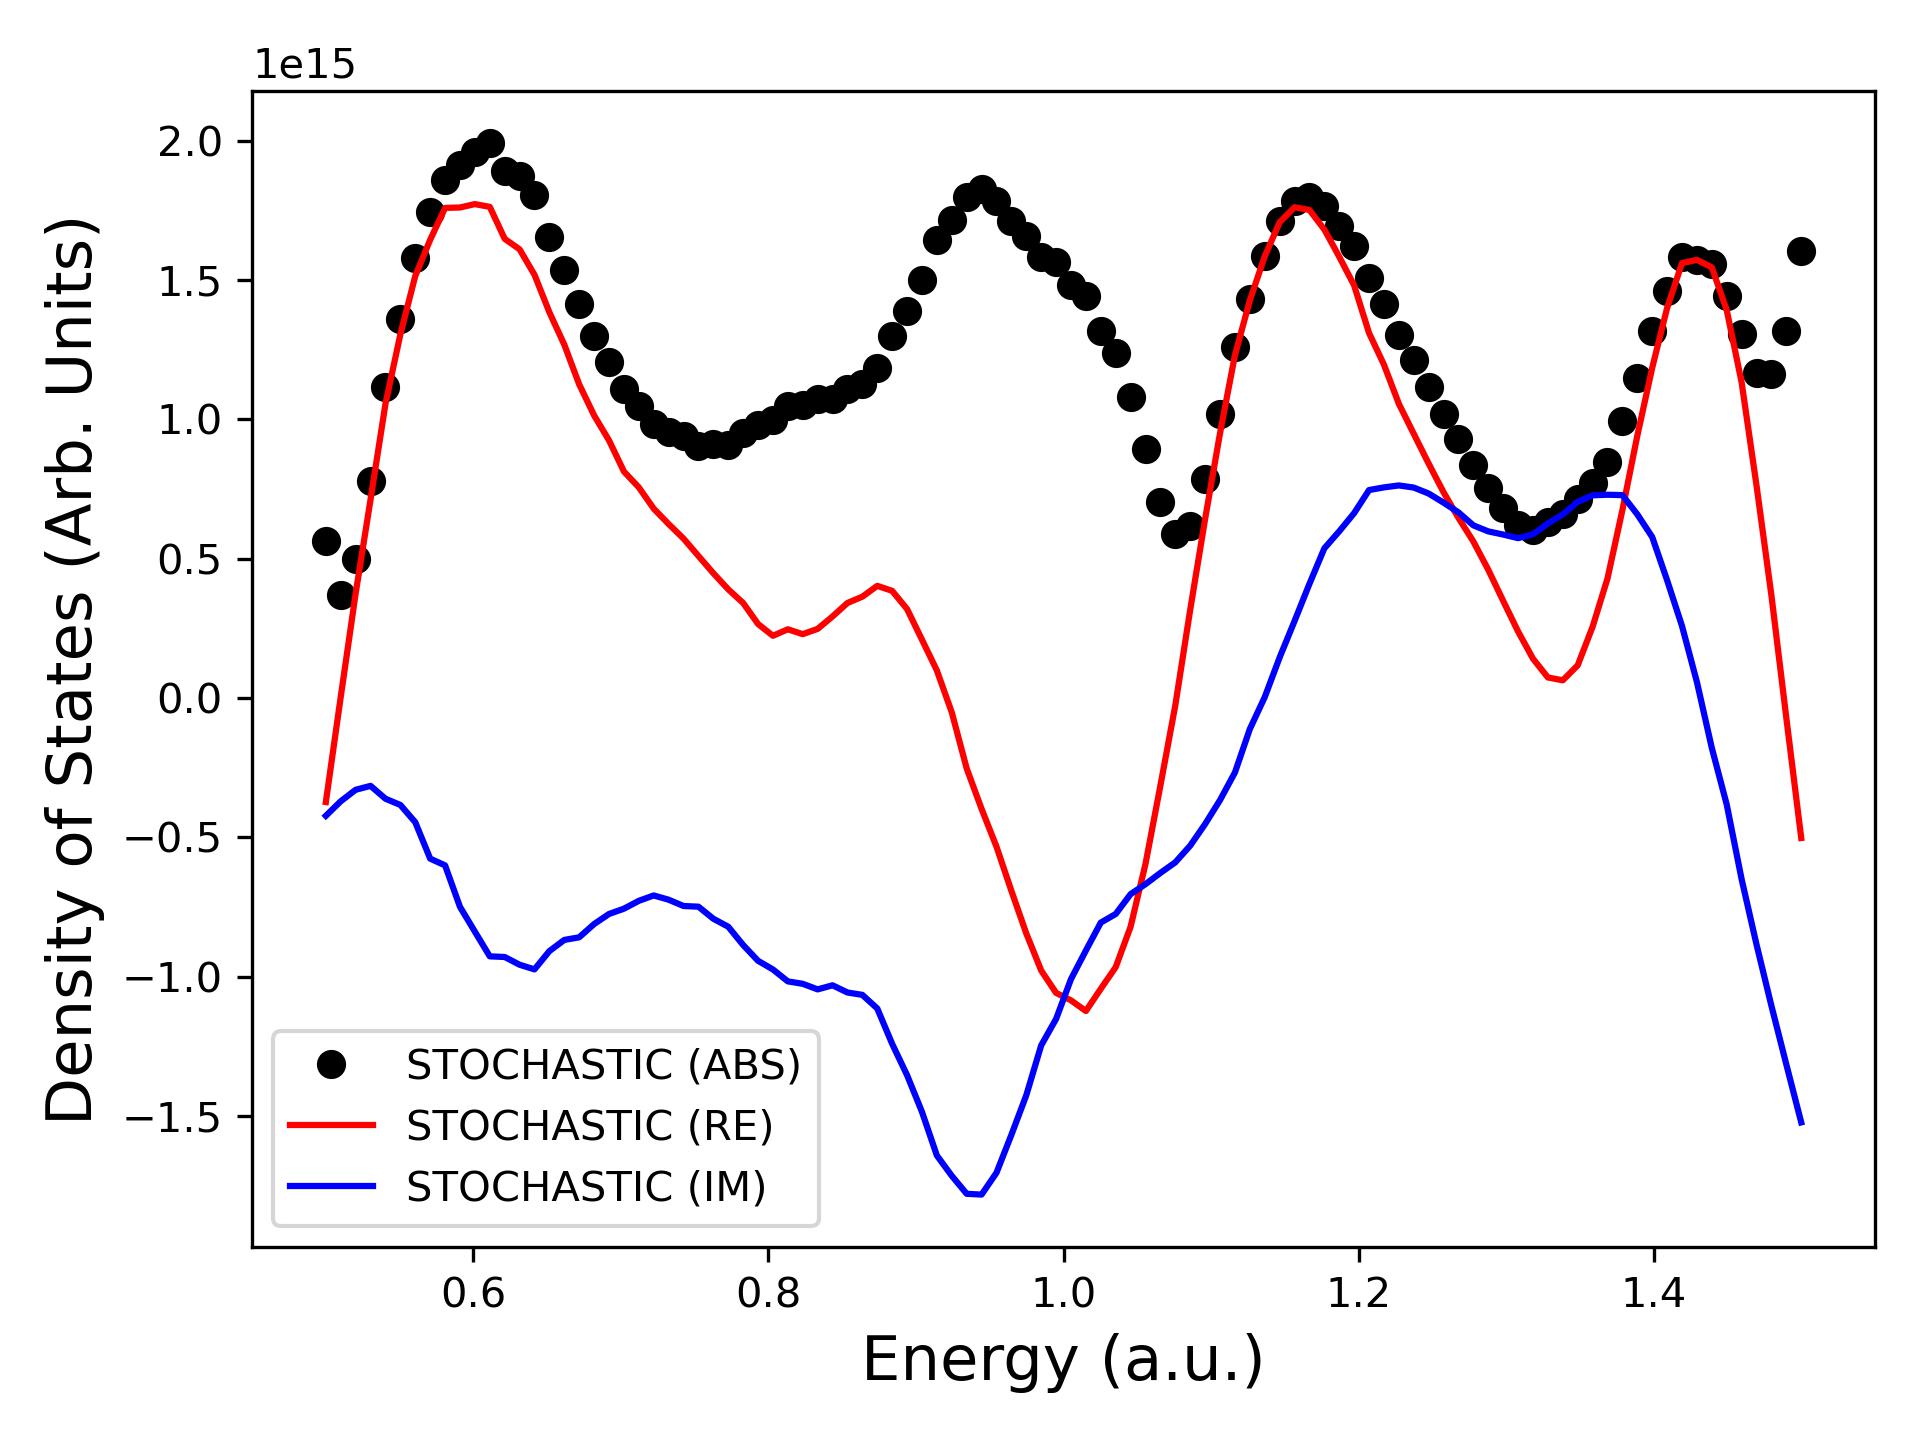 1e15
2.0
1.5
1.0
0.5
0.0
−0.5
−1.0
−1.5
Density of States (Arb. Units)
STOCHASTIC (ABS)
STOCHASTIC (RE)
STOCHASTIC (IM)
0.6 0.8 1.0 1.2 1.4
Energy (a.u.)